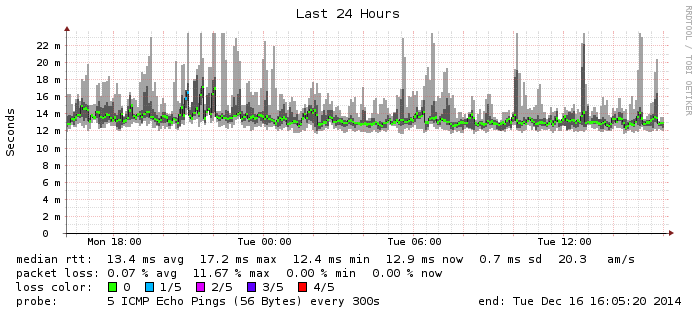 Last 24 Hours
RRDTOOL / TOBI OETIKER
Seconds
22 m
20 m
18 m
16 m
14 m
12 m
10 m
8 m
6 m
4 m
2 m
0
Mon 18:00 Tue 00:00 Tue 06:00 Tue 12:00
median rtt: 13.4 ms avg 17.2 ms max 12.4 ms min 12.9 ms now 0.7 ms sd 20.3 am/s
packet loss: 0.07 % avg 11.67 % max 0.00 % min 0.00 % now
loss color: 0 1/5 2/5 3/5 4/5
probe: 5 ICMP Echo Pings (56 Bytes) every 300s end: Tue Dec 16 16:05:20 2014